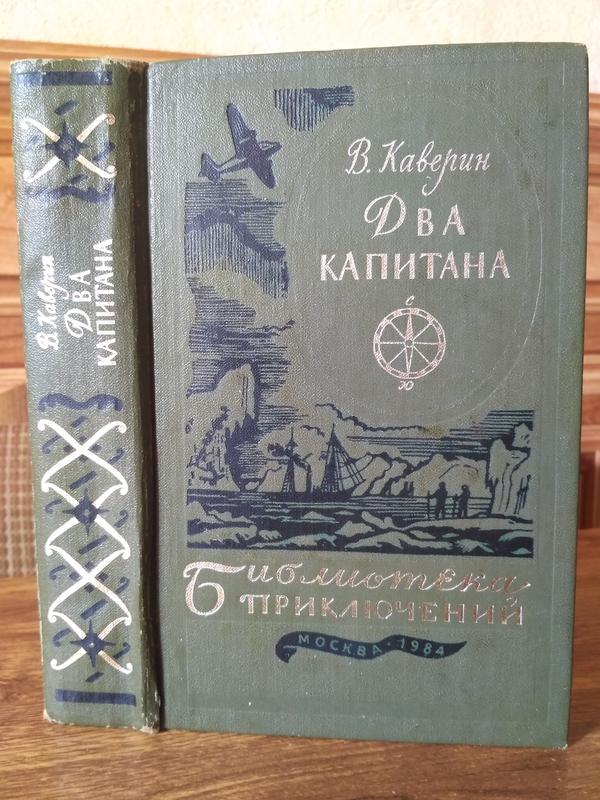 В. Каверин
Два
КАПИТАНА
В. Каверин
Два
КАПИТАНА
С
Ю
Библиотека
ПРИКЛЮЧЕНИЙ
МОСКВА • 1984